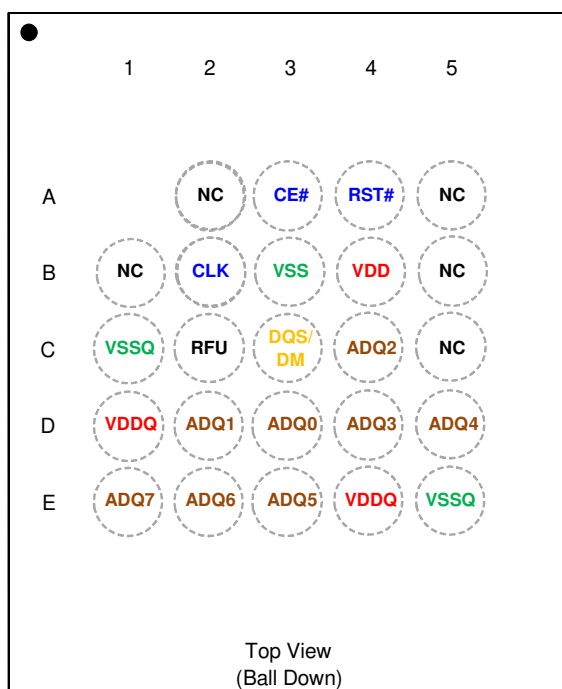 1 2 3 4 5
A NC CE# RST# NC
B NC CLK VSS VDD NC
C VSSQ RFU DQS/ DM ADQ2 NC
D VDDQ ADQ1 ADQ0 ADQ3 ADQ4
E ADQ7 ADQ6 ADQ5 VDDQ VSSQ
Top View
(Ball Down)